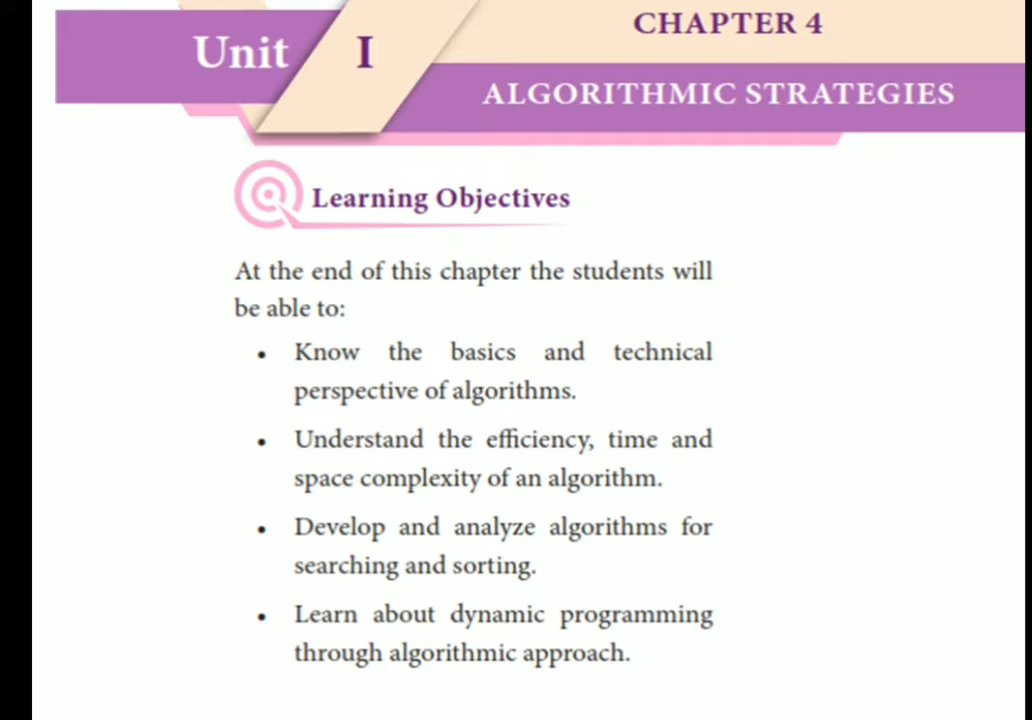 Unit I
CHAPTER 4
ALGORITHMIC STRATEGIES
Learning Objectives
At the end of this chapter the students will
be able to:
• Know the basics and technical
perspective of algorithms.
• Understand the efficiency, time and
space complexity of an algorithm.
• Develop and analyze algorithms for
searching and sorting.
• Learn about dynamic programming
through algorithmic approach.